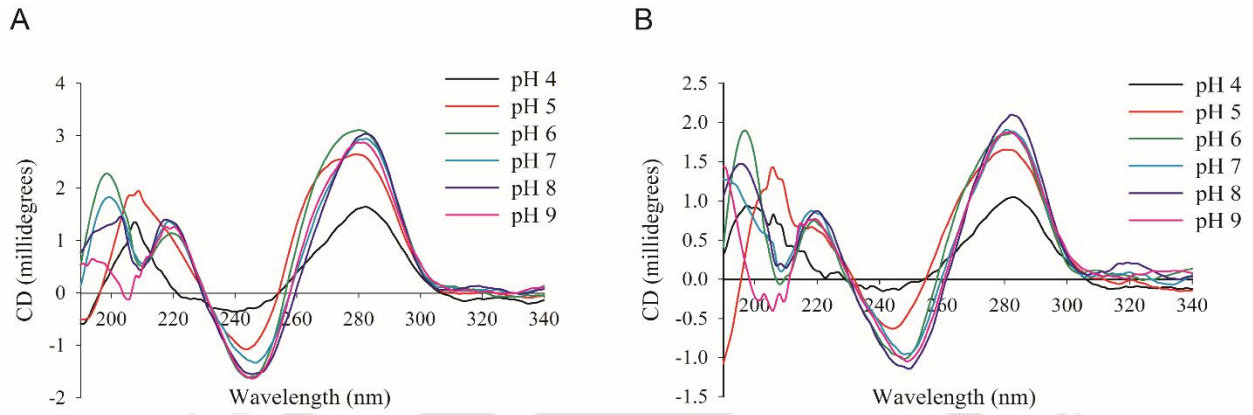 A
B
CD (millidegrees)
4
3
2
1
0
-1
-2
200 220 240 260 280 300 320 340
Wavelength (nm)
pH 4
pH 5
pH 6
pH 7
pH 8
pH 9
CD (millidegrees)
2.5
2.0
1.5
1.0
0.5
0.0
-0.5
-1.0
-1.5
200 220 240 260 280 300 320 340
Wavelength (nm)
pH 4
pH 5
pH 6
pH 7
pH 8
pH 9